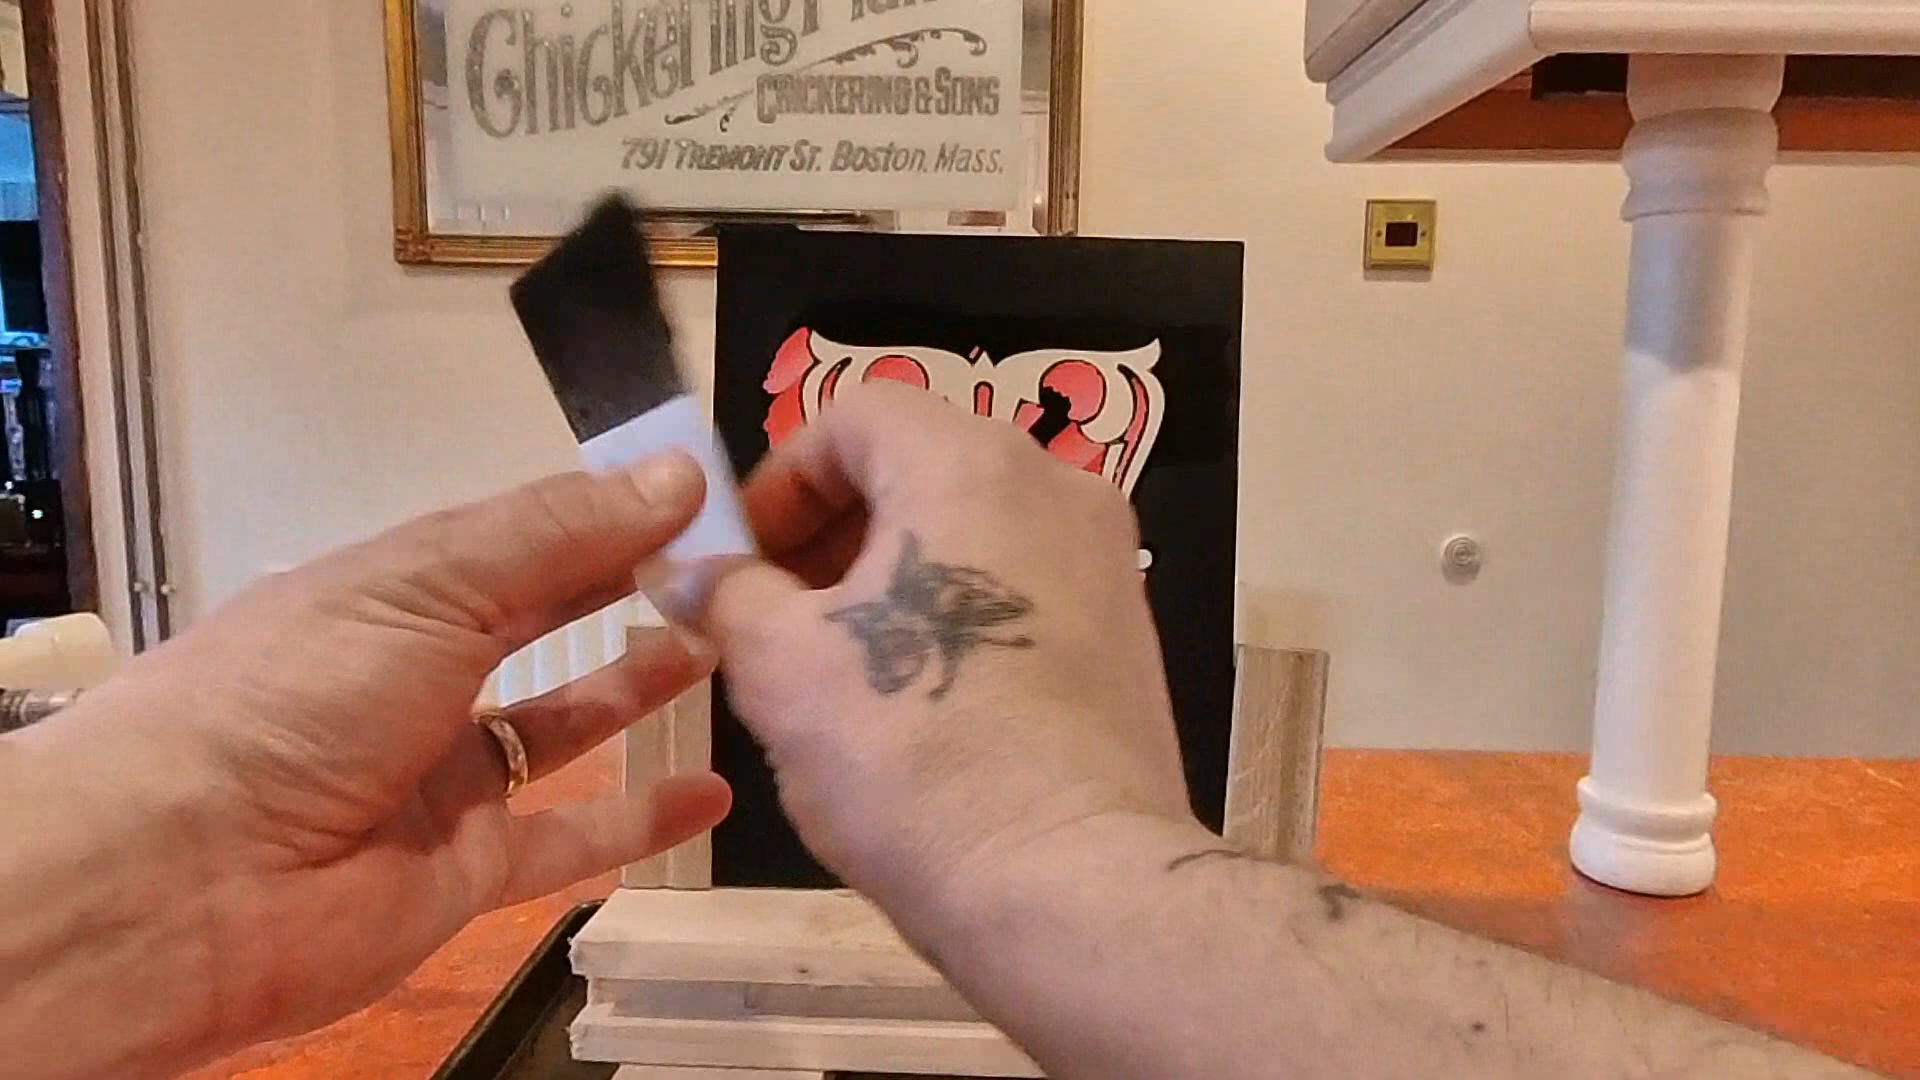 Chickering
CHICKERING & SONS
791 TREMONT ST. BOSTON, MASS.